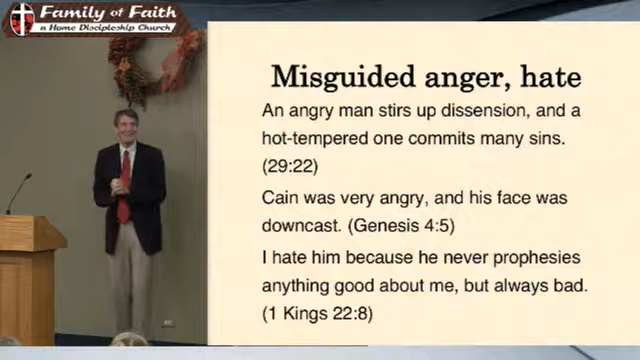 Family of Faith
a Home Discipleship Church
Misguided anger, hate
An angry man stirs up dissension, and a
hot-tempered one commits many sins.
(29:22)
Cain was very angry, and his face was
downcast. (Genesis 4:5)
I hate him because he never prophesies
anything good about me, but always bad.
(1 Kings 22:8)